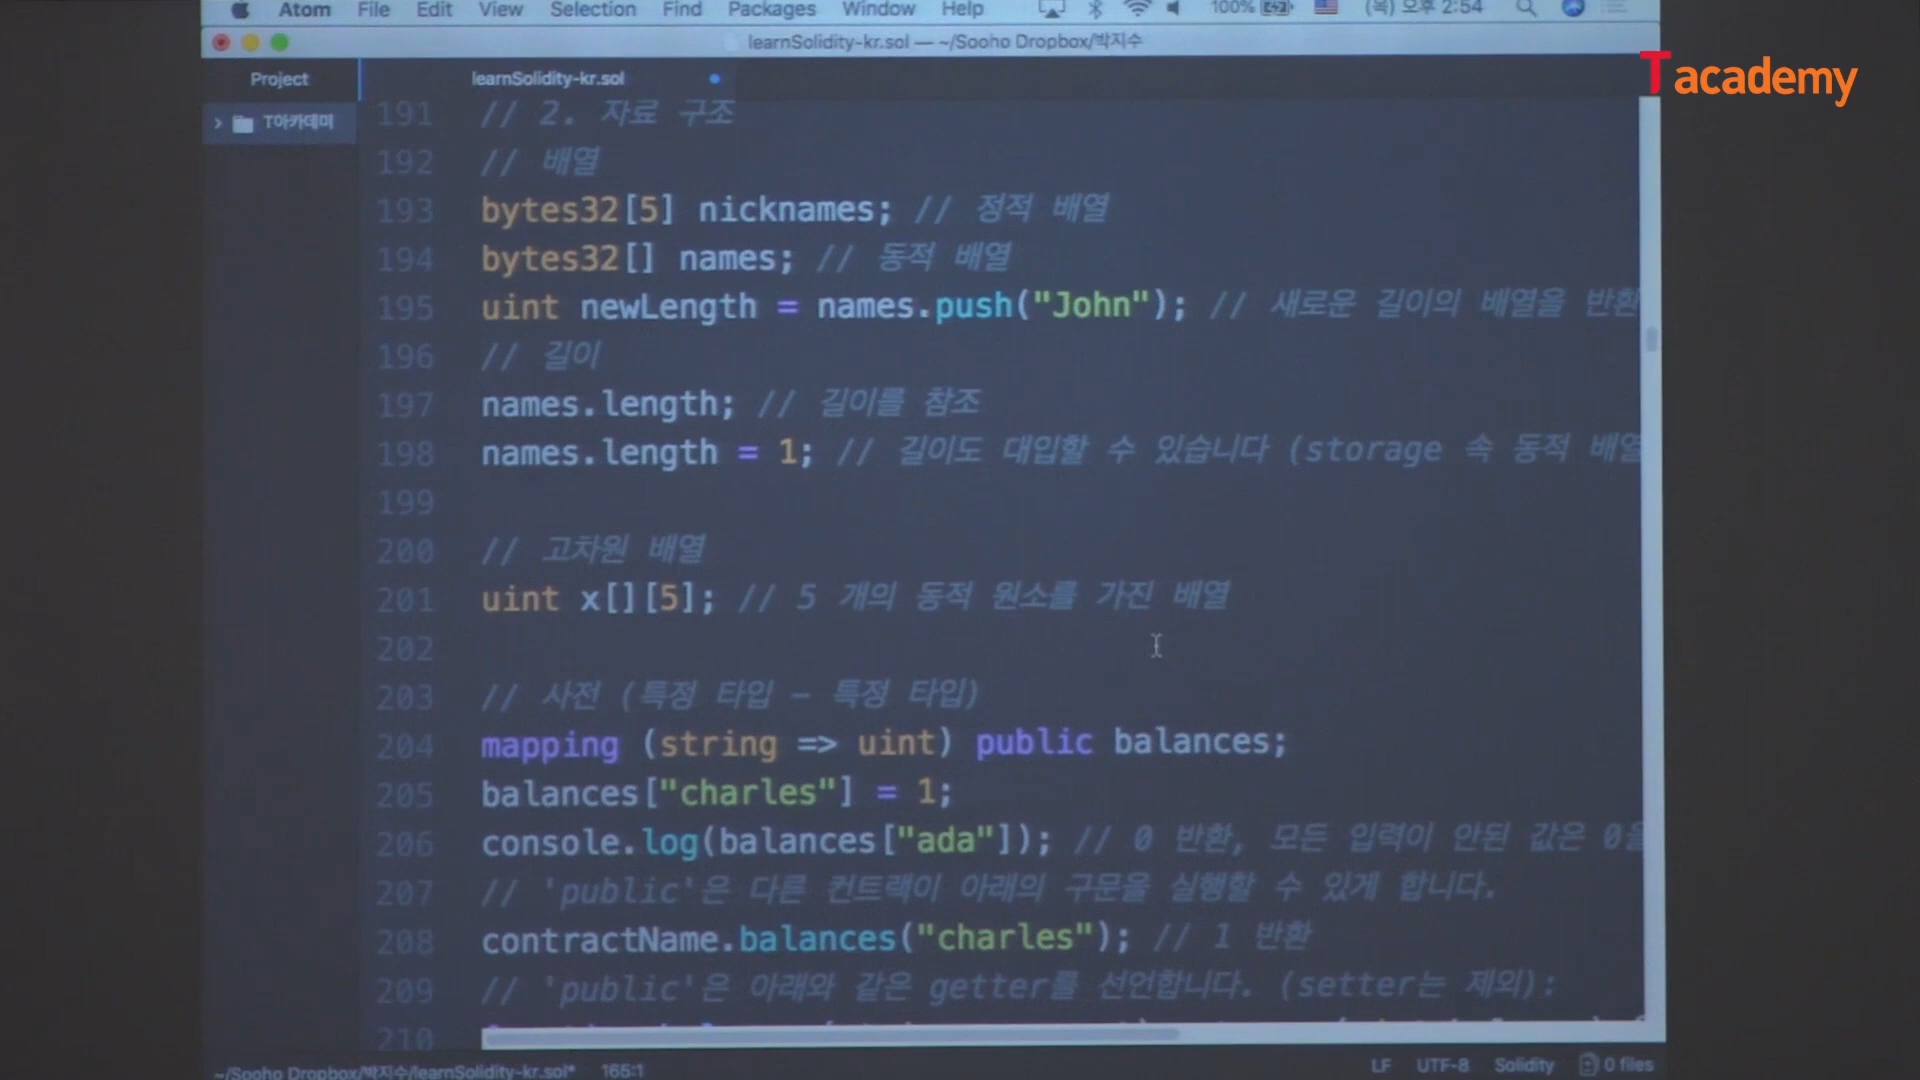 Atom File Edit View Selection Find Packages Window Help 100% (목) 오후 2:54
learnSolidity-kr.sol — ~/Sooho Dropbox/박지수
Tacademy
Project
learnSolidity-kr.sol
T아카데미
191 // 2. 자료 구조
192 // 배열
193 bytes32[5] nicknames; // 정적 배열
194 bytes32[] names; // 동적 배열
195 uint newLength = names.push("John"); // 새로운 길이의 배열을 반환
196 // 길이
197 names.length; // 길이를 참조
198 names.length = 1; // 길이도 대입할 수 있습니다 (storage 속 동적 배열
199
200 // 고차원 배열
201 uint x[][5]; // 5 개의 동적 원소를 가진 배열
202
203 // 사전 (특정 타입 – 특정 타입)
204 mapping (string => uint) public balances;
205 balances["charles"] = 1;
206 console.log(balances["ada"]); // 0 반환, 모든 입력이 안된 값은 0을
207 // 'public'은 다른 컨트랙이 아래의 구문을 실행할 수 있게 합니다.
208 contractName.balances("charles"); // 1 반환
209 // 'public'은 아래와 같은 getter를 선언합니다. (setter는 제외):
210
~/Sooho Dropbox/박지수/learnSolidity-kr.sol* 165:1 LF UTF-8 Solidity 0 files